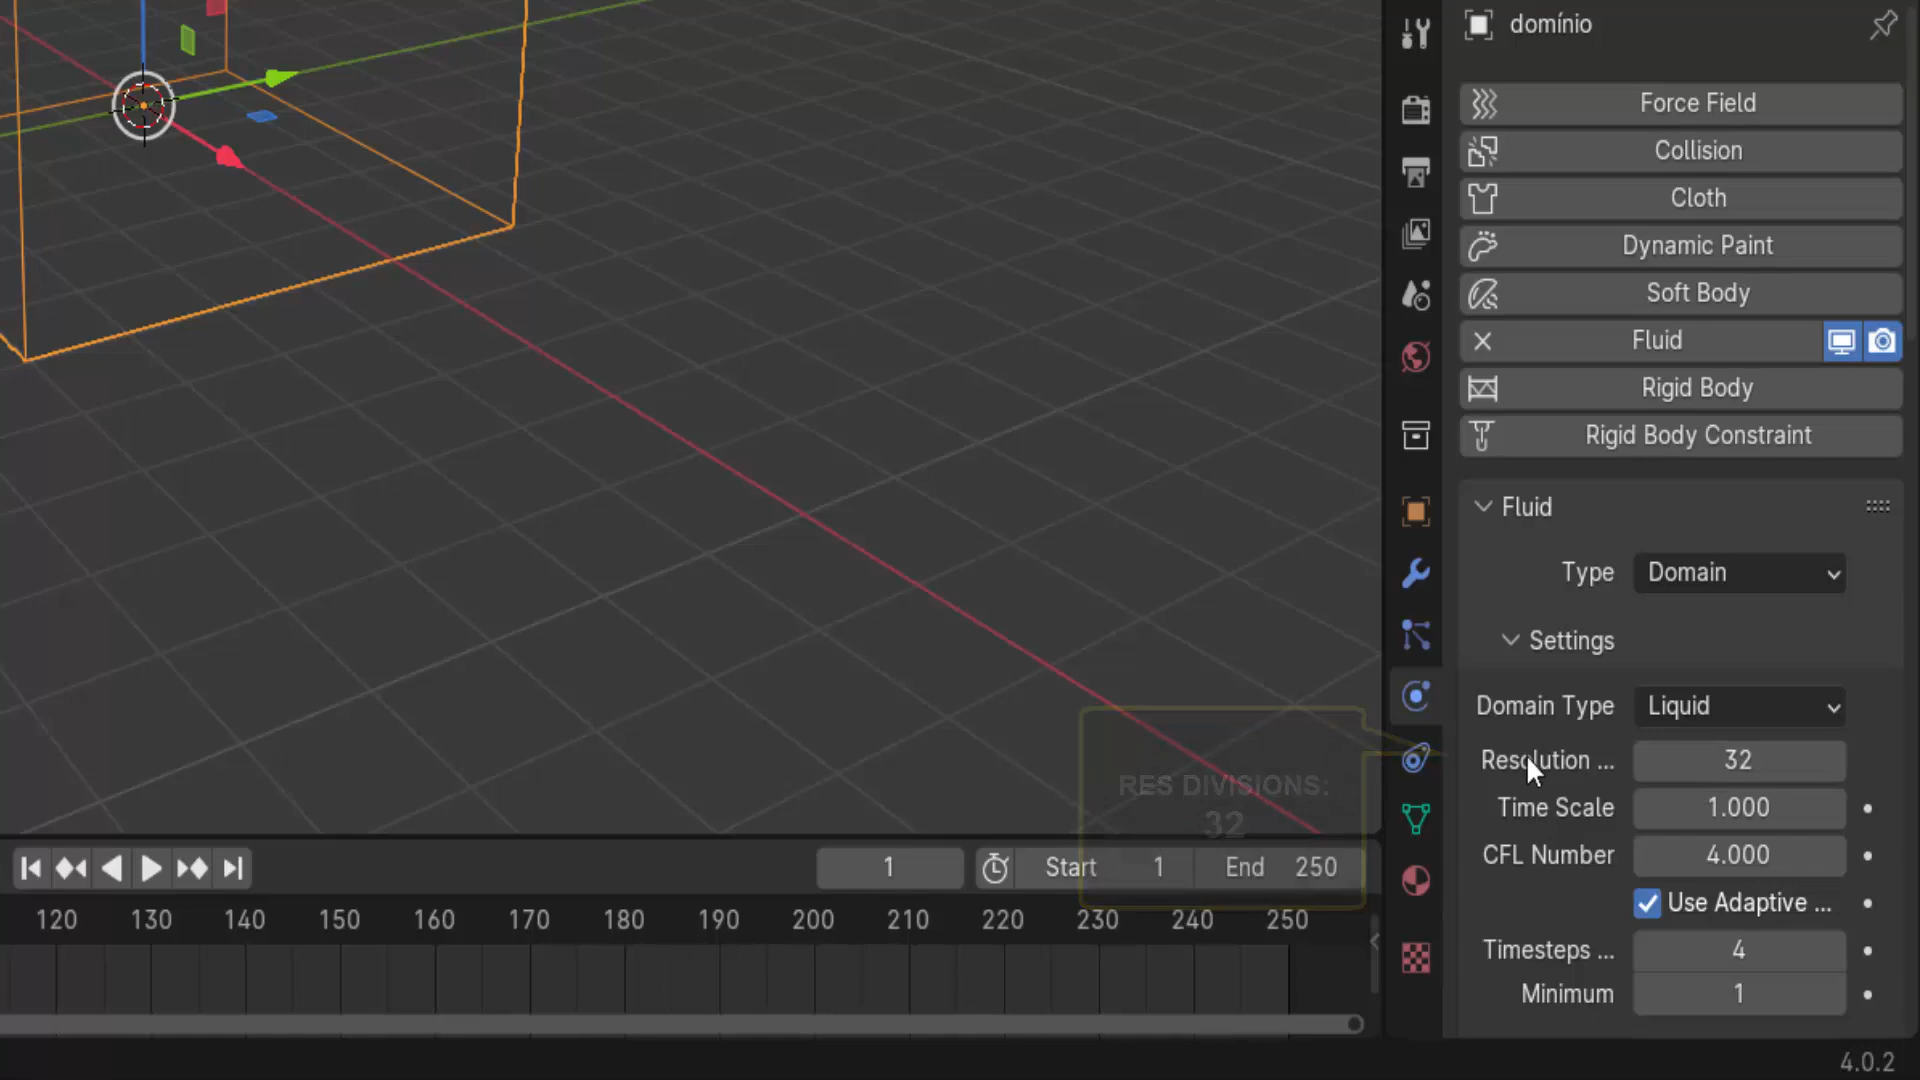 domínio
Force Field
Collision
Cloth
Dynamic Paint
Soft Body
Fluid
Rigid Body
Rigid Body Constraint
Fluid
Type Domain
Settings
Domain Type Liquid
Resolution ... 32
Time Scale 1.000
CFL Number 4.000
Use Adaptive ...
Timesteps ... 4
Minimum 1
RES DIVISIONS:
32
1 Start 1 End 250
120 130 140 150 160 170 180 190 200 210 220 230 240 250
4.0.2